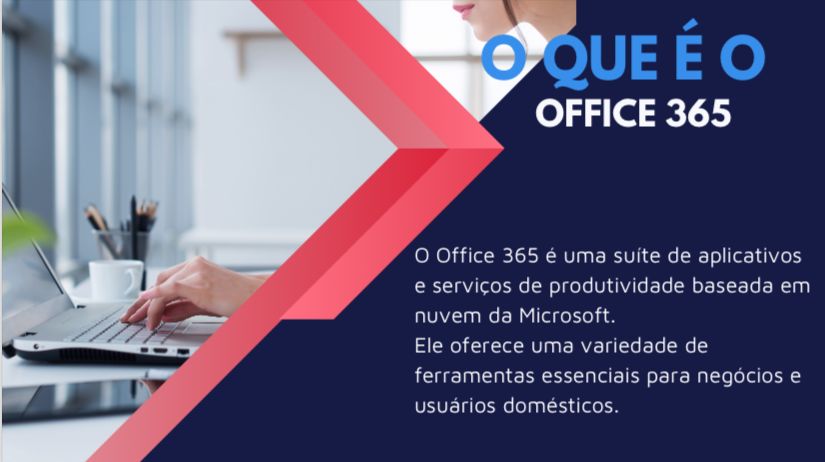 O QUE É O
OFFICE 365
O Office 365 é uma suíte de aplicativos
e serviços de produtividade baseada em
nuvem da Microsoft.
Ele oferece uma variedade de
ferramentas essenciais para negócios e
usuários domésticos.